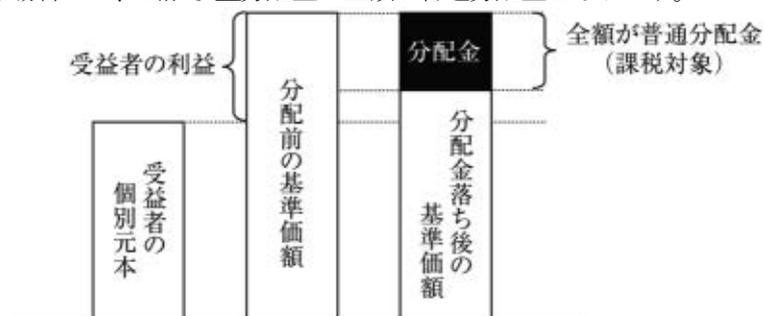 受益者の利益
分配金
全額が普通分配金
（課税対象）
受益者の
個別元本
分配前の基準価額
分配金落ち後の
基準価額